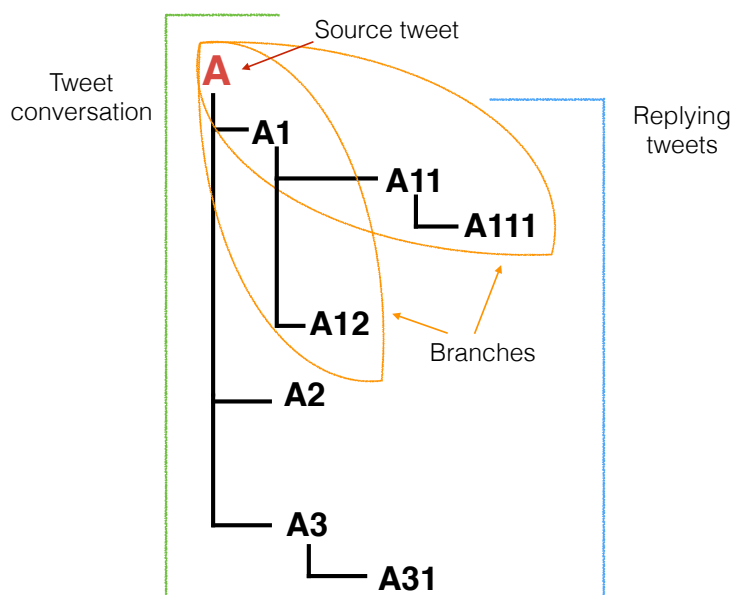 Source tweet
A
Tweet
conversation
Replying
tweets
A1
A11
A111
A12
Branches
A2
A3
A31